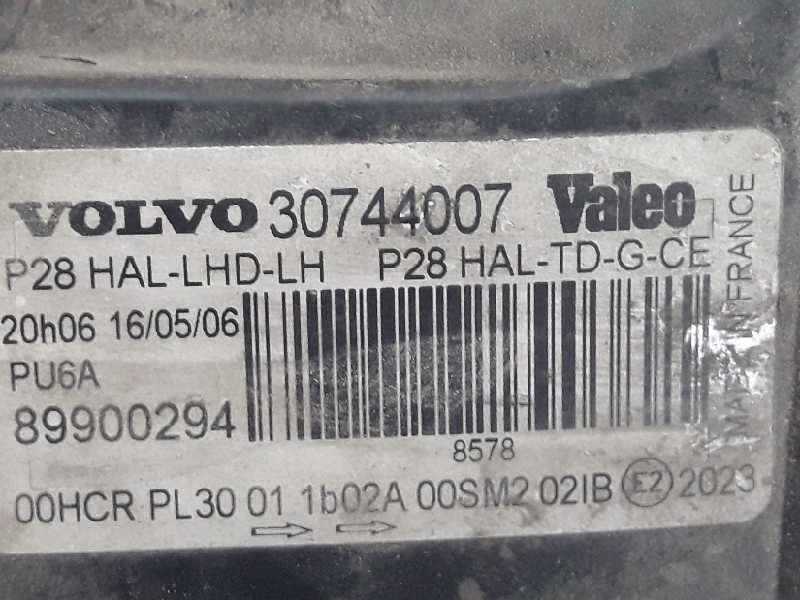 VOLVO 30744007 Valeo
P28 HAL-LHD-LH P28 HAL-TD-G-CE
20h06 16/05/06
PU6A
89900294
8578
00HCR PL30 01 1b02A 00SM2 02IB E2 2023
MADE IN FRANCE